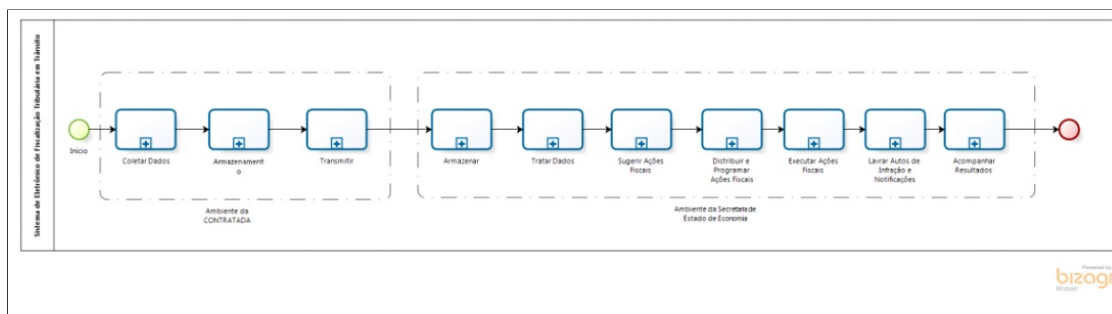 Sistema de Eletrônico de Fiscalização Tributária em Trânsito
Início
Coletar Dados
Armazenament
o
Transmitir
Ambiente da
CONTRATADA
Armazenar
Tratar Dados
Sugerir Ações
Fiscais
Distribuir e
Programar
Ações Fiscais
Executar Ações
Fiscais
Lavrar Autos de
Infração e
Notificações
Acompanhar
Resultados
Ambiente da Secretaria de
Estado de Economia
Powered by
bizagi
Modeler